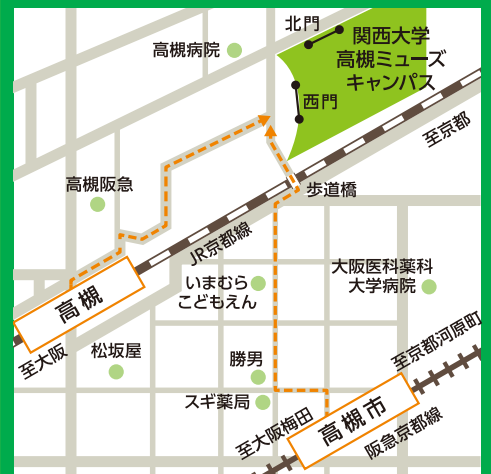 北門
関西大学
高槻ミューズ
キャンパス
高槻病院
西門
至京都
高槻阪急
歩道橋
JR京都線
大阪医科薬科
大学病院
いまむら
こどもえん
高槻
至大阪
松坂屋
勝男
至京都河原町
スギ薬局
高槻市
至大阪梅田
阪急京都線